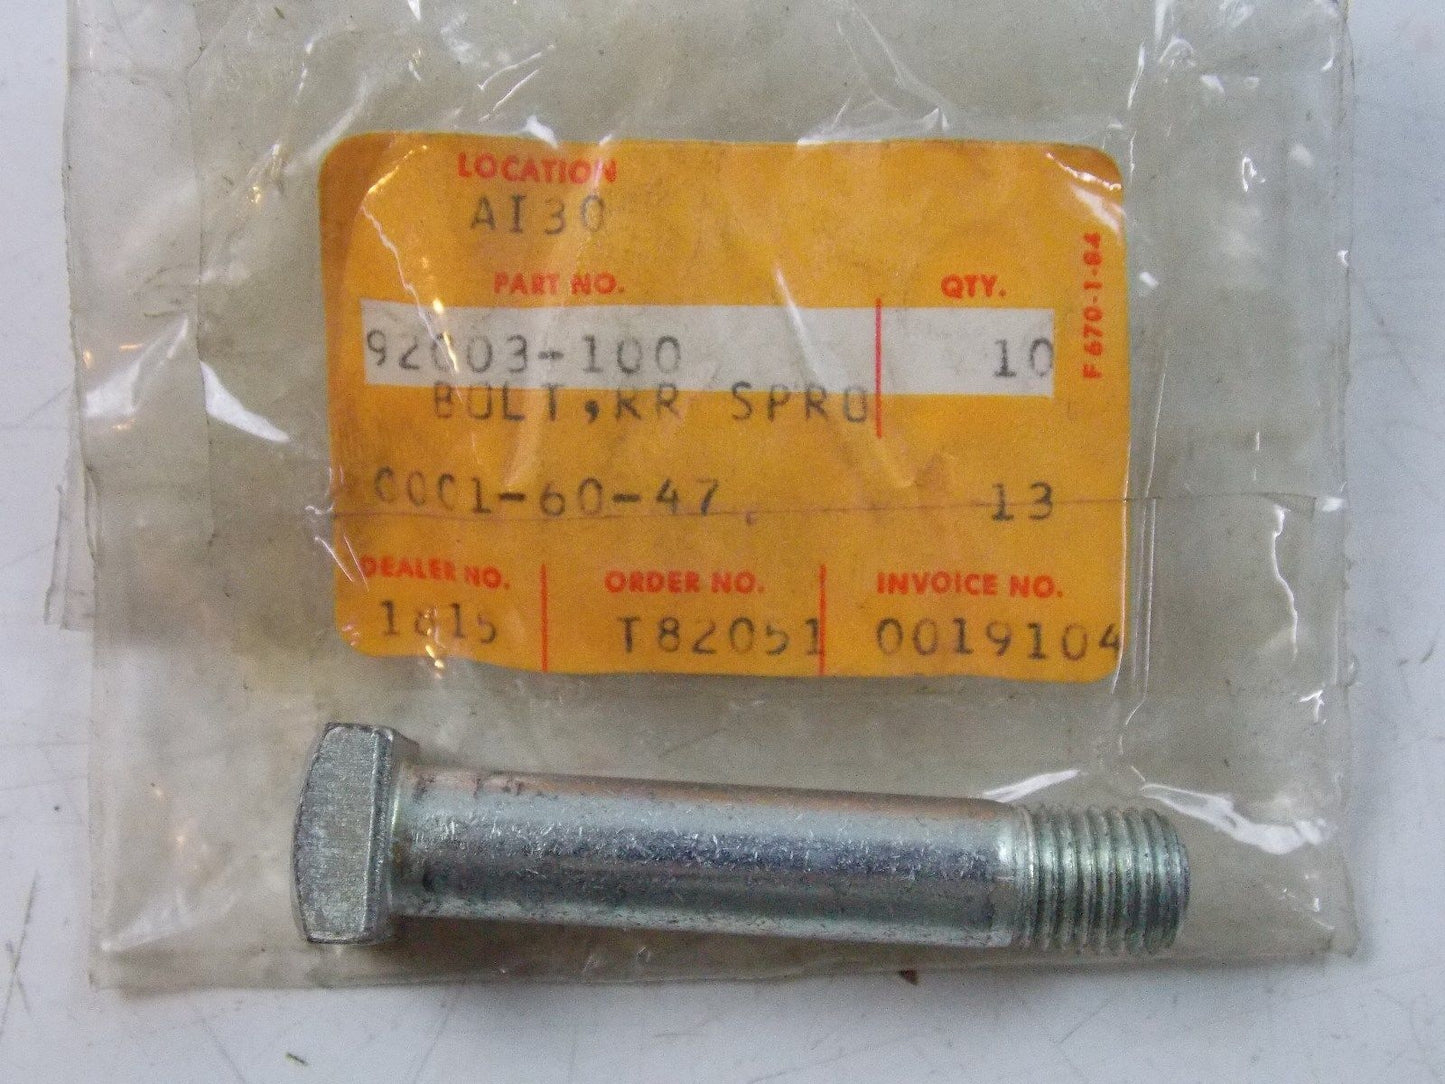 LOCATION
AI30
PART NO. QTY.
92003-100 10
BOLT,RR SPRO
0001-60-47 13
DEALER NO. ORDER NO. INVOICE NO.
1815 T82051 0019104
F670-1-84